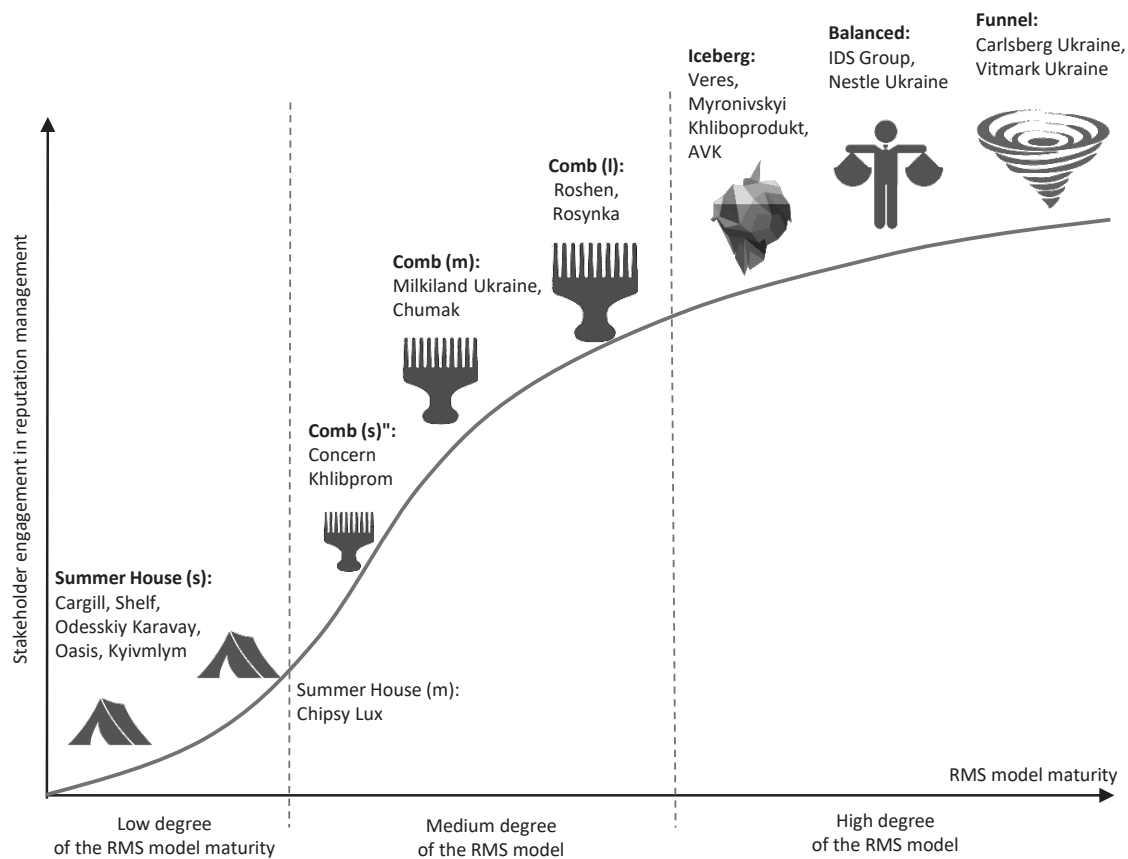 Funnel:
Carlsberg Ukraine,
Vitmark Ukraine
Balanced:
IDS Group,
Nestle Ukraine
Iceberg:
Veres,
Myronivskyi
Khliboprodukt,
AVK
Comb (l):
Roshen,
Rosynka
Comb (m):
Milkiland Ukraine,
Chumak
Comb (s)":
Concern
Khlibprom
Summer House (s):
Cargill, Shelf,
Odesskiy Karavay,
Oasis, Kyivmlym
Summer House (m):
Chipsy Lux
Stakeholder engagement in reputation management
RMS model maturity
Low degree
of the RMS model maturity
Medium degree
of the RMS model
High degree
of the RMS model